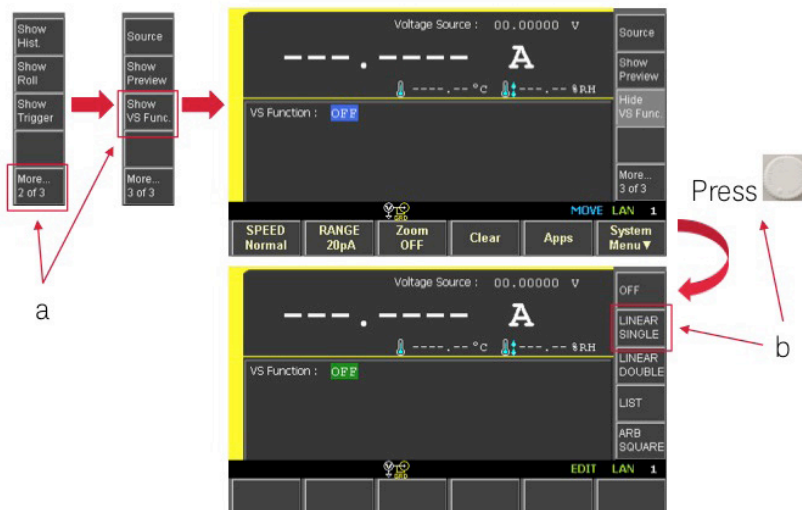 Show
Hist.
Show
Roll
Show
Trigger
More...
2 of 3
Source
Show
Preview
Show
VS Func.
More...
3 of 3
a
Voltage Source : 00.00000 V
---.---- A
----.-- °C ----.-- %RH
VS Function : OFF
Source
Show
Preview
Hide
VS Func.
More...
3 of 3
GRD
MOVE LAN 1
SPEED
Normal
RANGE
20pA
Zoom
OFF
Clear
Apps
System
Menu▼
Press
b
Voltage Source : 00.00000 V
---.---- A
----.-- °C ----.-- %RH
VS Function : OFF
OFF
LINEAR
SINGLE
LINEAR
DOUBLE
LIST
ARB
SQUARE
GRD
EDIT LAN 1